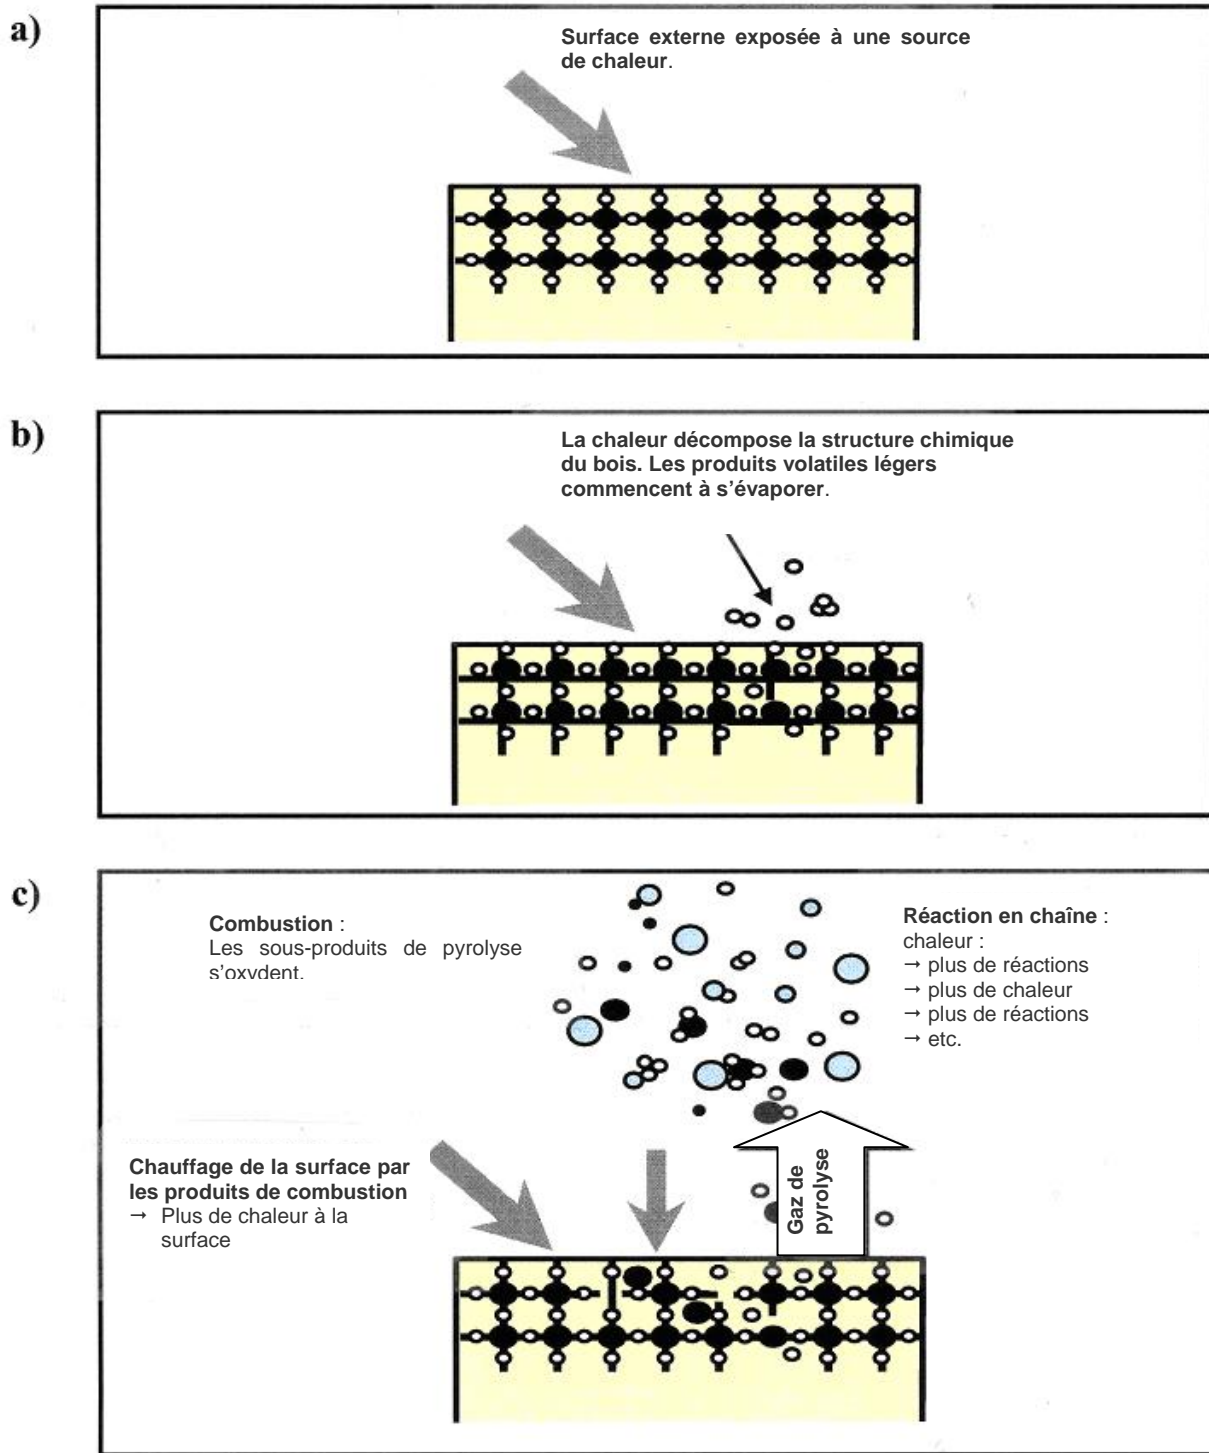 a)
Surface externe exposée à une source
de chaleur.
b)
La chaleur décompose la structure chimique
du bois. Les produits volatiles légers
commencent à s’évaporer.
c)
Combustion :
Les sous-produits de pyrolyse
s’oxydent.
Réaction en chaîne :
chaleur :
→ plus de réactions
→ plus de chaleur
→ plus de réactions
→ etc.
Chauffage de la surface par
les produits de combustion
→ Plus de chaleur à la
surface
Gaz de
pyrolyse